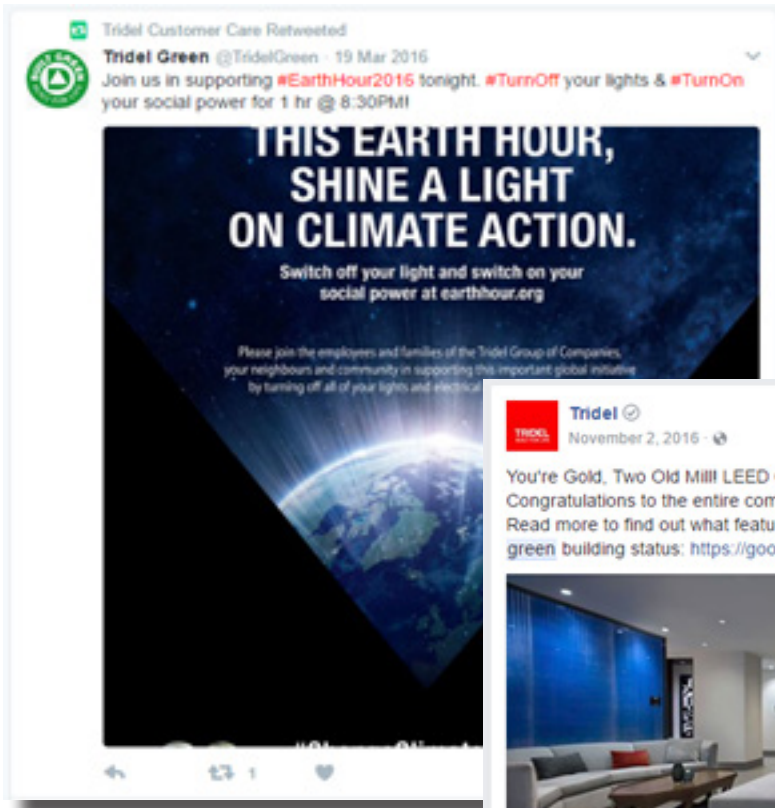 Tridel Customer Care Retweeted
Tridel Green @TridelGreen · 19 Mar 2016
Join us in supporting #EarthHour2016 tonight. #TurnOff your lights & #TurnOn
your social power for 1 hr @ 8:30PM!
BUILT GREEN
THIS EARTH HOUR,
SHINE A LIGHT
ON CLIMATE ACTION.
Switch off your light and switch on your
social power at earthhour.org
Please join the employees and families of the Tridel Group of Companies,
your neighbours and community in supporting this important global initiative
by turning off all of your lights and electrical
1
TRIDEL
Tridel
November 2, 2016 ·
You're Gold, Two Old Mill! LEED
Congratulations to the entire com
Read more to find out what featu
green building status: https://goo